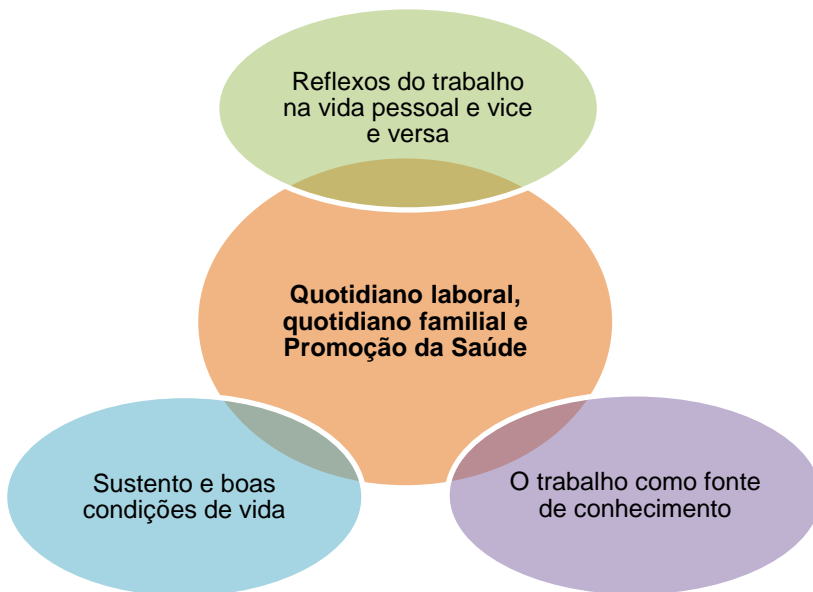 Reflexos do trabalho
na vida pessoal e vice
e versa
Quotidiano laboral,
quotidiano familial e
Promoção da Saúde
Sustento e boas
condições de vida
O trabalho como fonte
de conhecimento